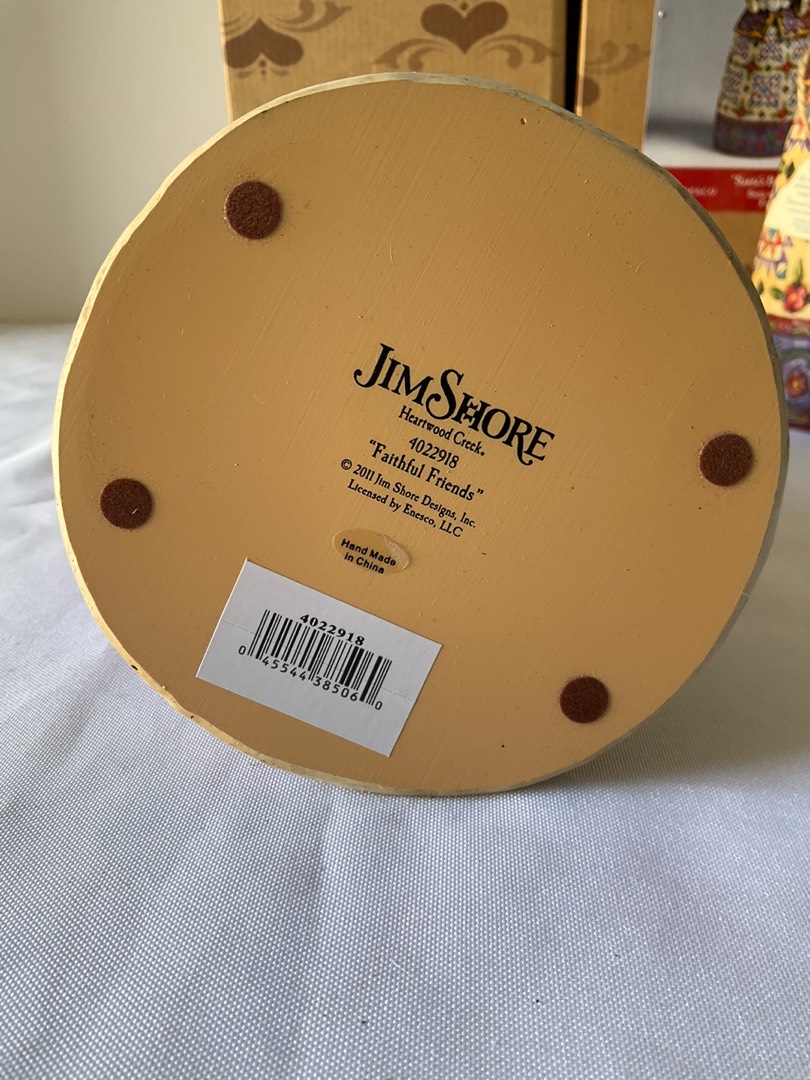 JIM SHORE
Heartwood Creek.
4022918
"Faithful Friends"
© 2011 Jim Shore Designs, Inc.
Licensed by Enesco, LLC
Hand Made
in China
4022918
0 45544 38506 0